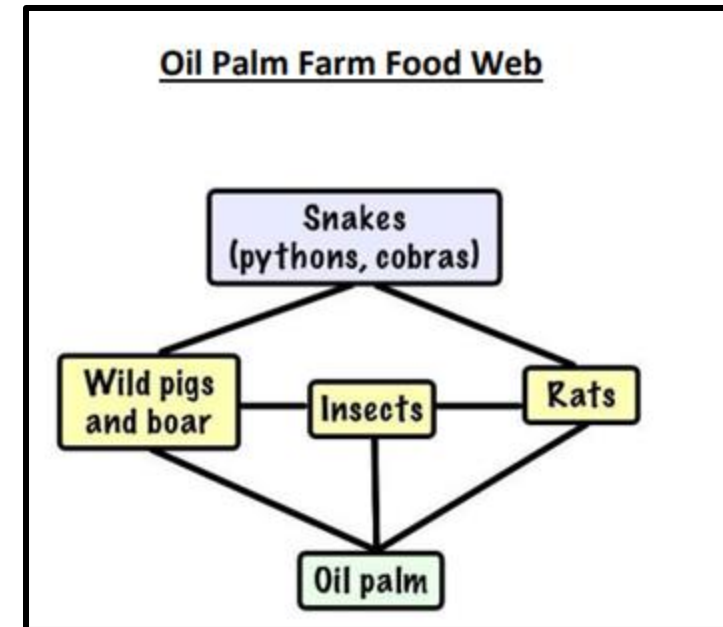 Oil Palm Farm Food Web
Snakes
(pythons, cobras)
Wild pigs
and boar
Insects
Rats
Oil palm